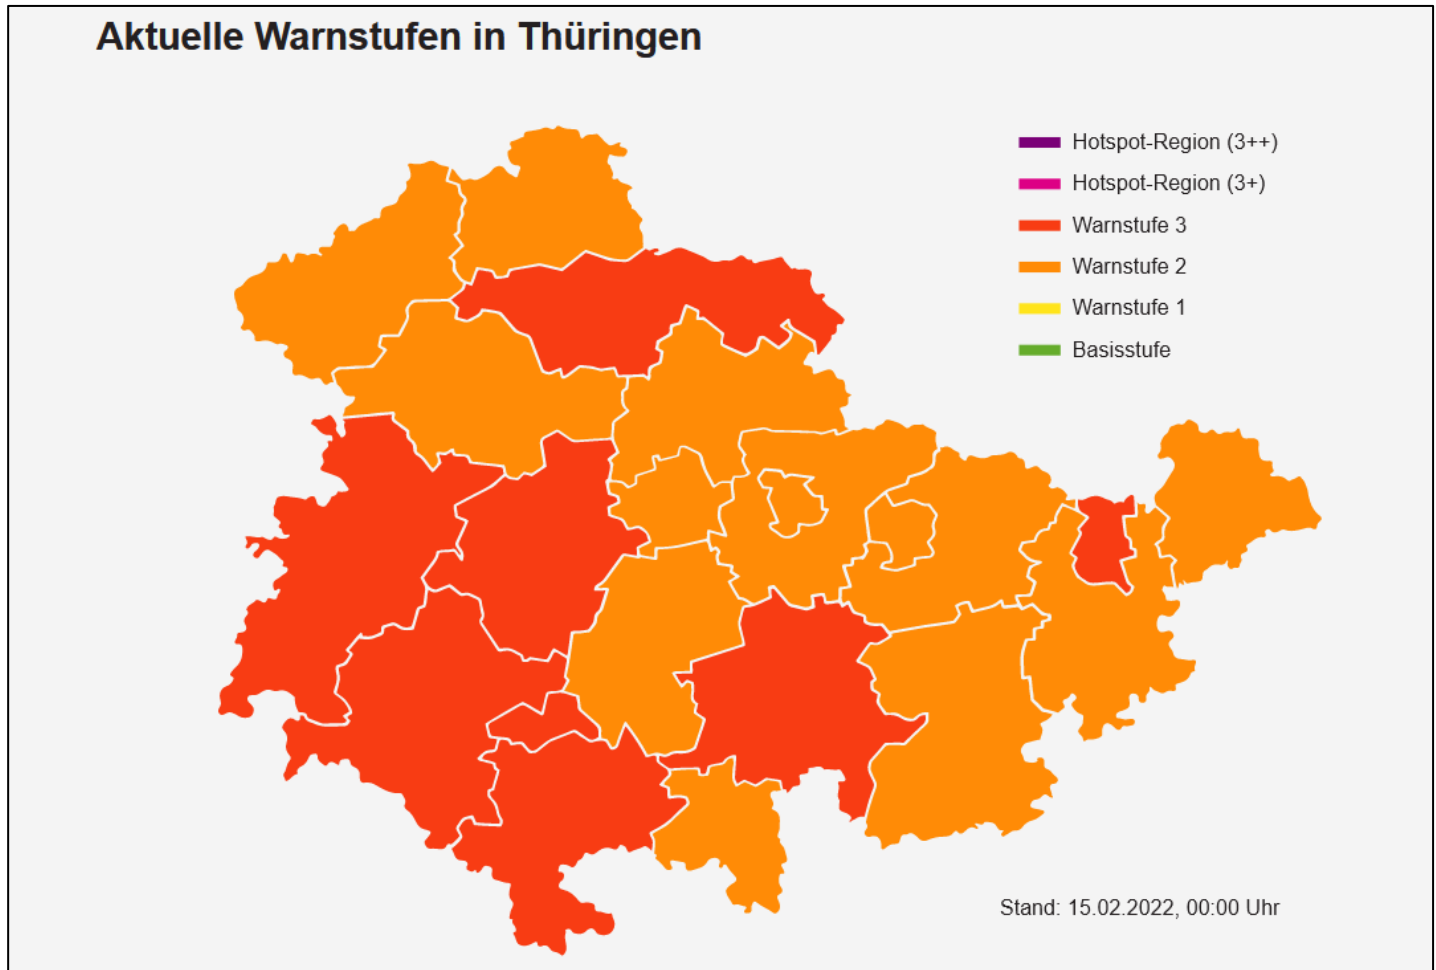 Aktuelle Warnstufen in Thüringen
Hotspot-Region (3++)
Hotspot-Region (3+)
Warnstufe 3
Warnstufe 2
Warnstufe 1
Basisstufe
Stand: 15.02.2022, 00:00 Uhr